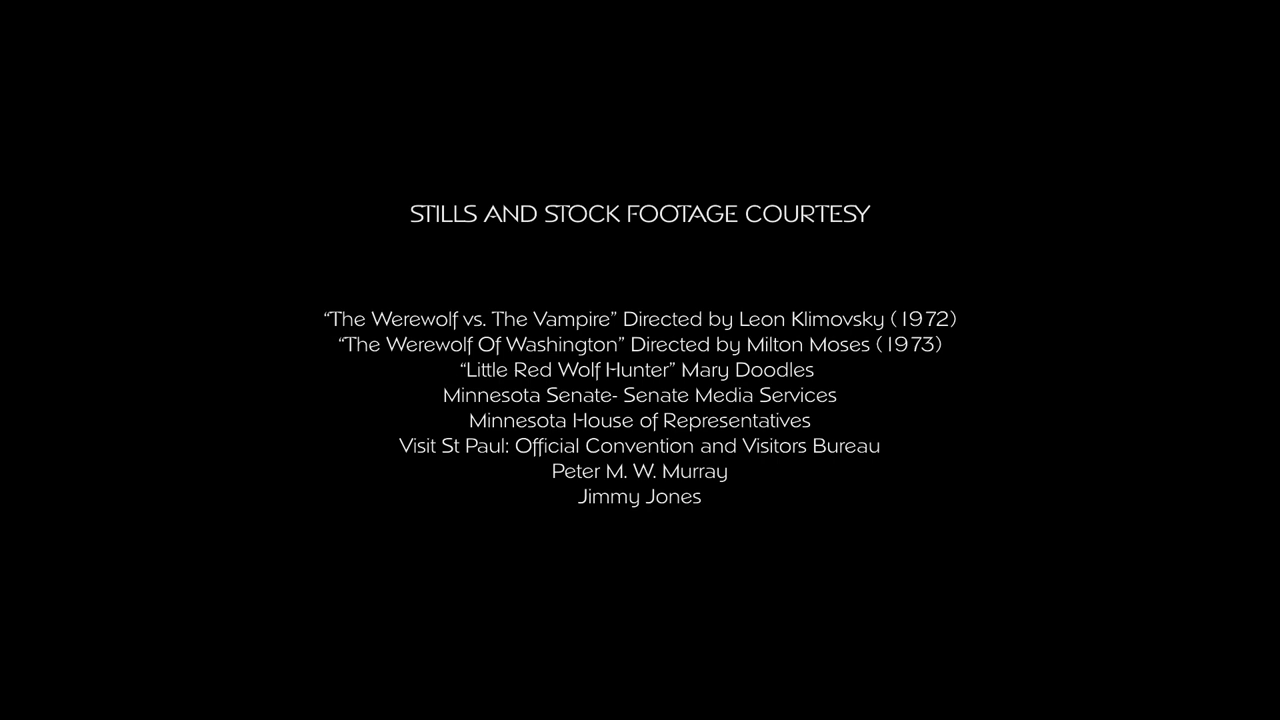 STILLS AND STOCK FOOTAGE COURTESY
“The Werewolf vs. The Vampire” Directed by Leon Klimovsky (1972)
“The Werewolf Of Washington” Directed by Milton Moses (1973)
“Little Red Wolf Hunter” Mary Doodles
Minnesota Senate- Senate Media Services
Minnesota House of Representatives
Visit St Paul: Official Convention and Visitors Bureau
Peter M. W. Murray
Jimmy Jones